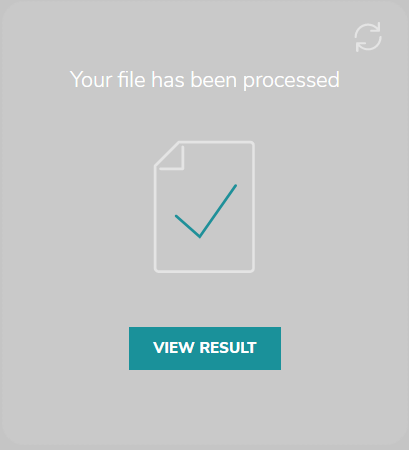 Your file has been processed
VIEW RESULT